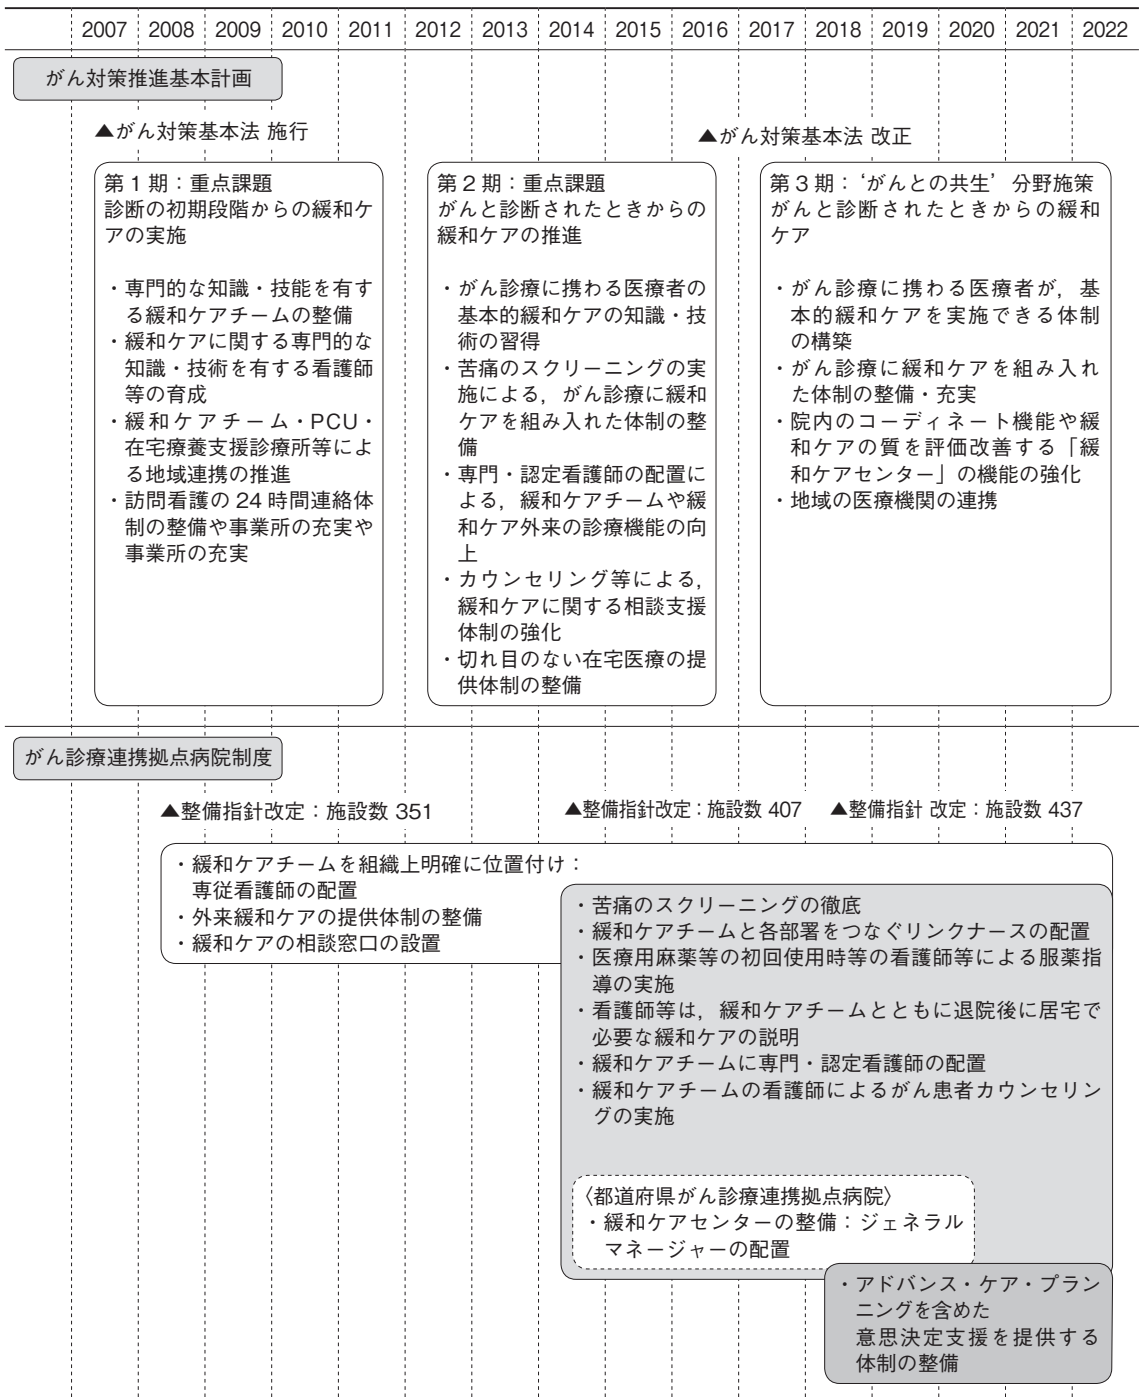 2007 2008 2009 2010 2011 2012 2013 2014 2015 2016 2017 2018 2019 2020 2021 2022
がん対策推進基本計画
▲がん対策基本法 施行
▲がん対策基本法 改正
第1期：重点課題
診断の初期段階からの緩和ケ
アの実施
・専門的な知識・技能を有す
る緩和ケアチームの整備
・緩和ケアに関する専門的な
知識・技術を有する看護師
等の育成
・緩和ケアチーム・PCU・
在宅療養支援診療所等によ
る地域連携の推進
・訪問看護の24時間連絡体
制の整備や事業所の充実や
事業所の充実
第2期：重点課題
がんと診断されたときからの
緩和ケアの推進
・がん診療に携わる医療者の
基本的緩和ケアの知識・技
術の習得
・苦痛のスクリーニングの実
施による，がん診療に緩和
ケアを組み入れた体制の整
備
・専門・認定看護師の配置に
よる，緩和ケアチームや緩
和ケア外来の診療機能の向
上
・カウンセリング等による，
緩和ケアに関する相談支援
体制の強化
・切れ目のない在宅医療の提
供体制の整備
第3期：‘がんとの共生’分野施策
がんと診断されたときからの緩和
ケア
・がん診療に携わる医療者が，基
本的緩和ケアを実施できる体制
の構築
・がん診療に緩和ケアを組み入れ
た体制の整備・充実
・院内のコーディネート機能や緩
和ケアの質を評価改善する「緩
和ケアセンター」の機能の強化
・地域の医療機関の連携
がん診療連携拠点病院制度
▲整備指針改定：施設数 351
▲整備指針改定：施設数 407
▲整備指針 改定：施設数 437
・緩和ケアチームを組織上明確に位置付け：
専従看護師の配置
・外来緩和ケアの提供体制の整備
・緩和ケアの相談窓口の設置
・苦痛のスクリーニングの徹底
・緩和ケアチームと各部署をつなぐリンクナースの配置
・医療用麻薬等の初回使用時等の看護師等による服薬指
導の実施
・看護師等は，緩和ケアチームとともに退院後に居宅で
必要な緩和ケアの説明
・緩和ケアチームに専門・認定看護師の配置
・緩和ケアチームの看護師によるがん患者カウンセリン
グの実施
〈都道府県がん診療連携拠点病院〉
・緩和ケアセンターの整備：ジェネラル
マネージャーの配置
・アドバンス・ケア・プラン
ニングを含めた
意思決定支援を提供する
体制の整備